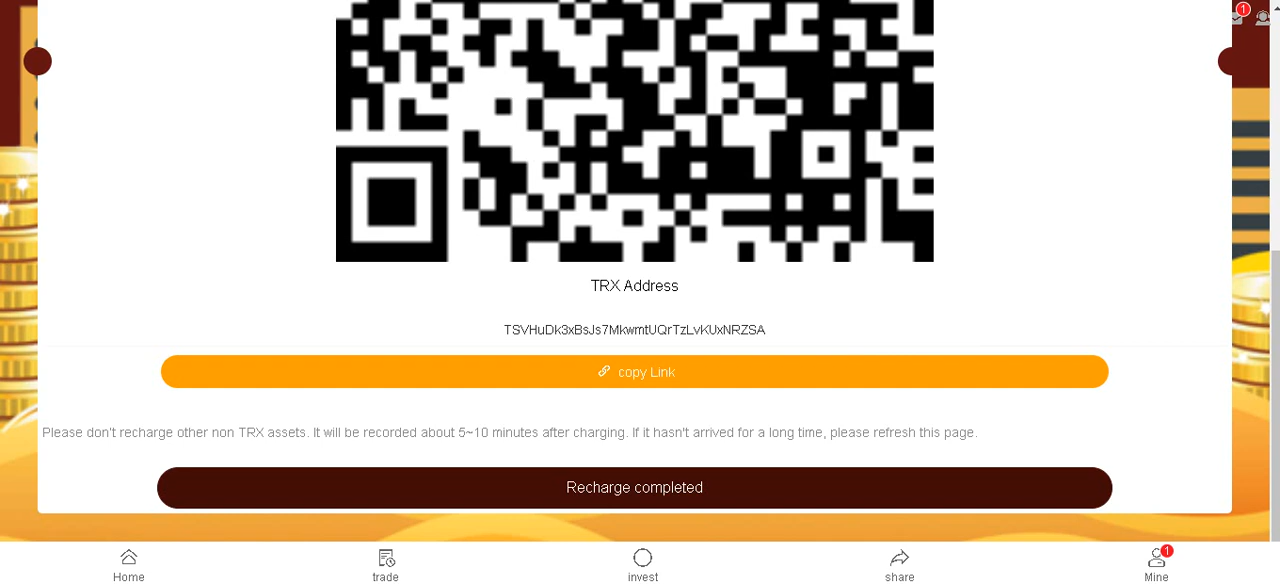 1
TRX Address
TSVHuDk3xBsJs7MkwmtUQrTzLvKUxNRZSA
copy Link
Please don't recharge other non TRX assets. It will be recorded about 5~10 minutes after charging. If it hasn't arrived for a long time, please refresh this page.
Recharge completed
1
Home trade invest share Mine